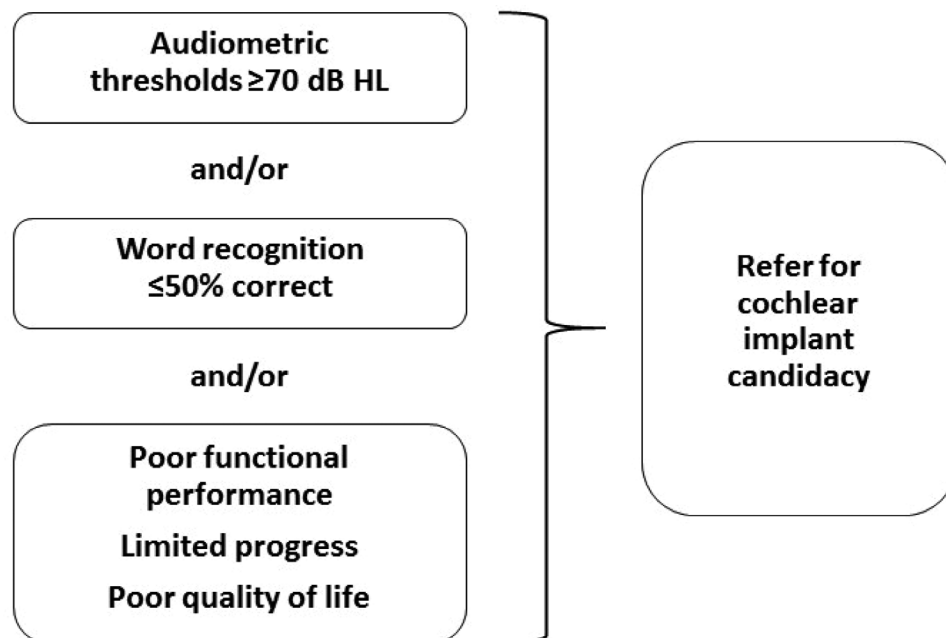 Audiometric
thresholds ≥70 dB HL
and/or
Word recognition
≤50% correct
and/or
Poor functional
performance
Limited progress
Poor quality of life
Refer for
cochlear
implant
candidacy